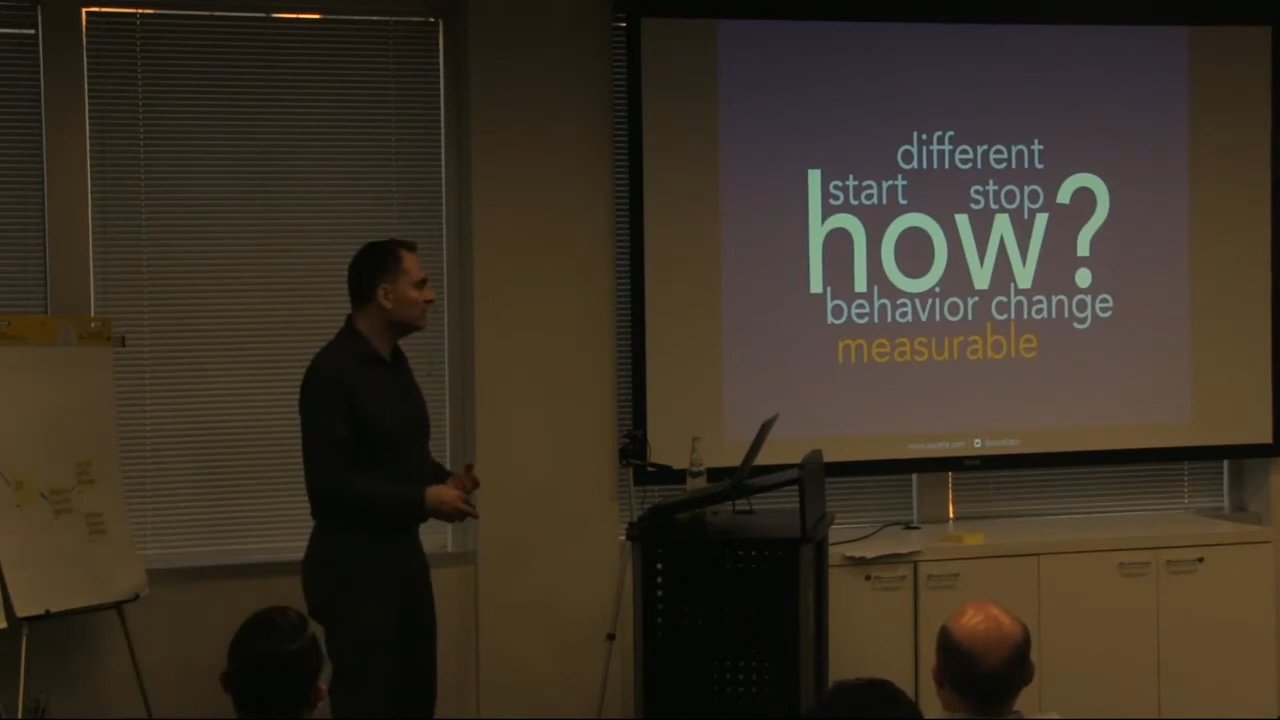 different
start stop
how?
behavior change
measurable